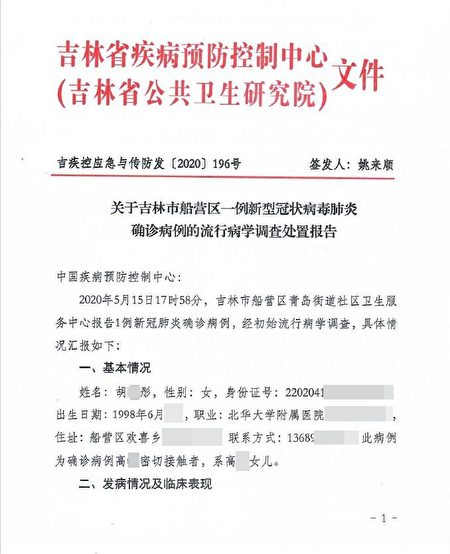 吉林省疾病预防控制中心
(吉林省公共卫生研究院)
文件
吉疾控应急与传防发〔2020〕196号 签发人：姚来顺
关于吉林市船营区一例新型冠状病毒肺炎
确诊病例的流行病学调查处置报告
中国疾病预防控制中心：
2020年5月15日17时58分，吉林市船营区青岛街道社区卫生服
务中心报告1例新冠肺炎确诊病例，经初始流行病学调查，具体情
况汇报如下：
一、基本情况
姓名：胡 彤，性别：女，身份证号：2202041
出生日期：1998年6月 ，职业：北华大学附属医院 ，
住址：船营区欢喜乡 联系方式：13689 此病例
为确诊病例高 密切接触者，系高 女儿。
二、发病情况及临床表现
- 1 -